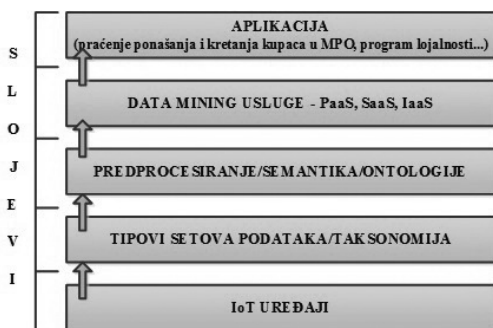 APLIKACIJA
(praćenje ponašanja i kretanja kupaca u MPO, program lojalnosti...)
DATA MINING USLUGE - PaaS, SaaS, IaaS
PREDPROCESIRANJE/SEMANTIKA/ONTOLOGIJE
TIPOVI SETOVA PODATAKA/TAKSONOMIJA
IoT UREĐAJI
S
L
O
J
E
V
I